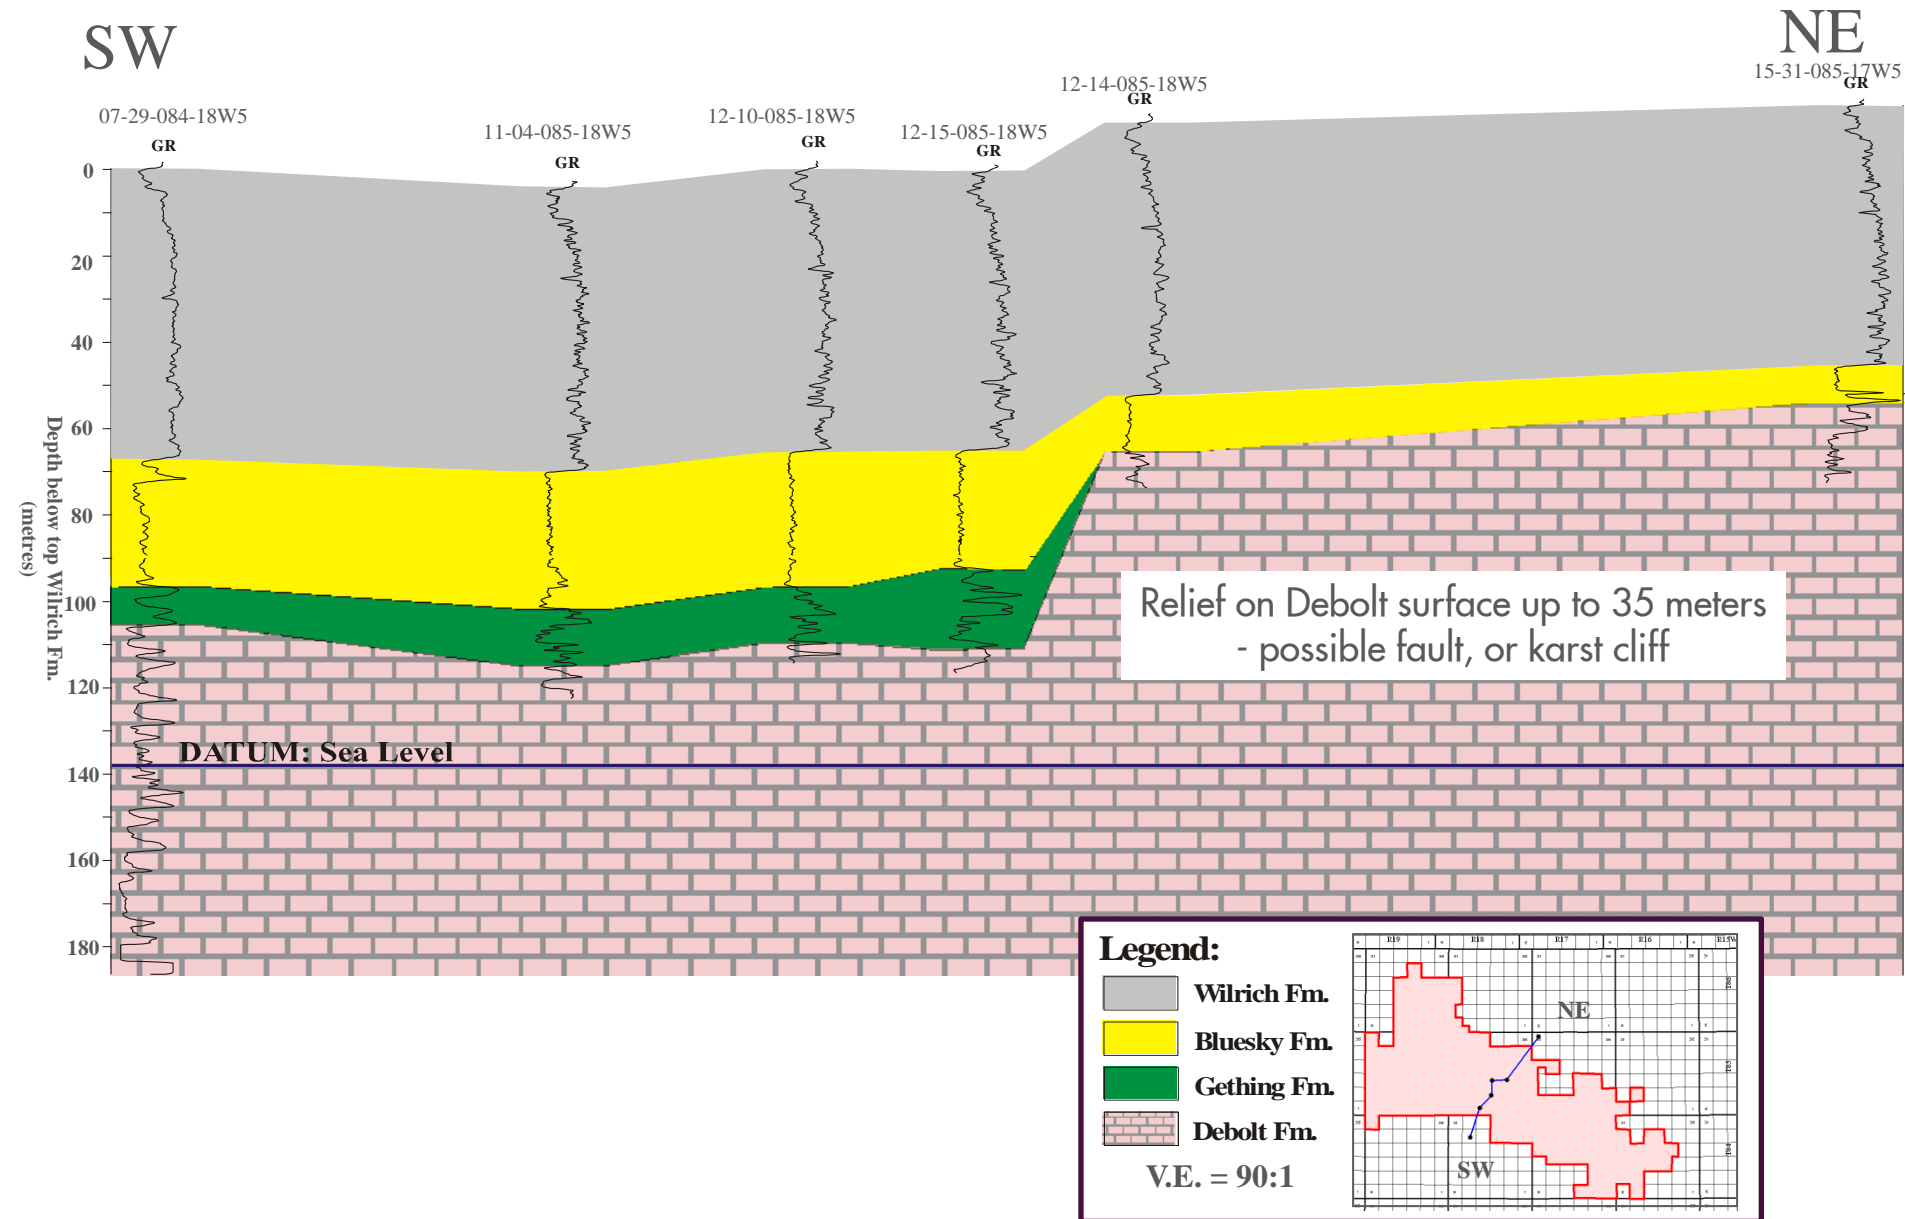 SW
NE
07-29-084-18W5
11-04-085-18W5
12-10-085-18W5
12-15-085-18W5
12-14-085-18W5
15-31-085-17W5
GR
GR
GR
GR
GR
GR
0
20
40
60
80
100
120
140
160
180
Depth below top Wilrich Fm.
(metres)
Relief on Debolt surface up to 35 meters
- possible fault, or karst cliff
DATUM: Sea Level
Legend:
Wilrich Fm.
Bluesky Fm.
Gething Fm.
Debolt Fm.
V.E. = 90:1
R19
R18
R17
R16
NE
SW
T86
T85
T84